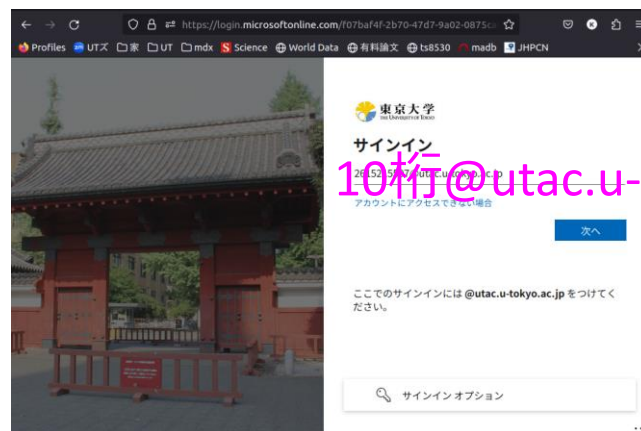 https://login.microsoftonline.com/f07baf4f-2b70-47d7-9a02-0875c
Profiles UTズ 家 UT mdx Science World Data 有料論文 ts8530 madb JHPCN
東京大学
THE UNIVERSITY OF TOKYO
サインイン
10桁@utac.u-
アカウントにアクセスできない場合
次へ
ここでのサインインには @utac.u-tokyo.ac.jp をつけてく
ださい。
サインイン オプション